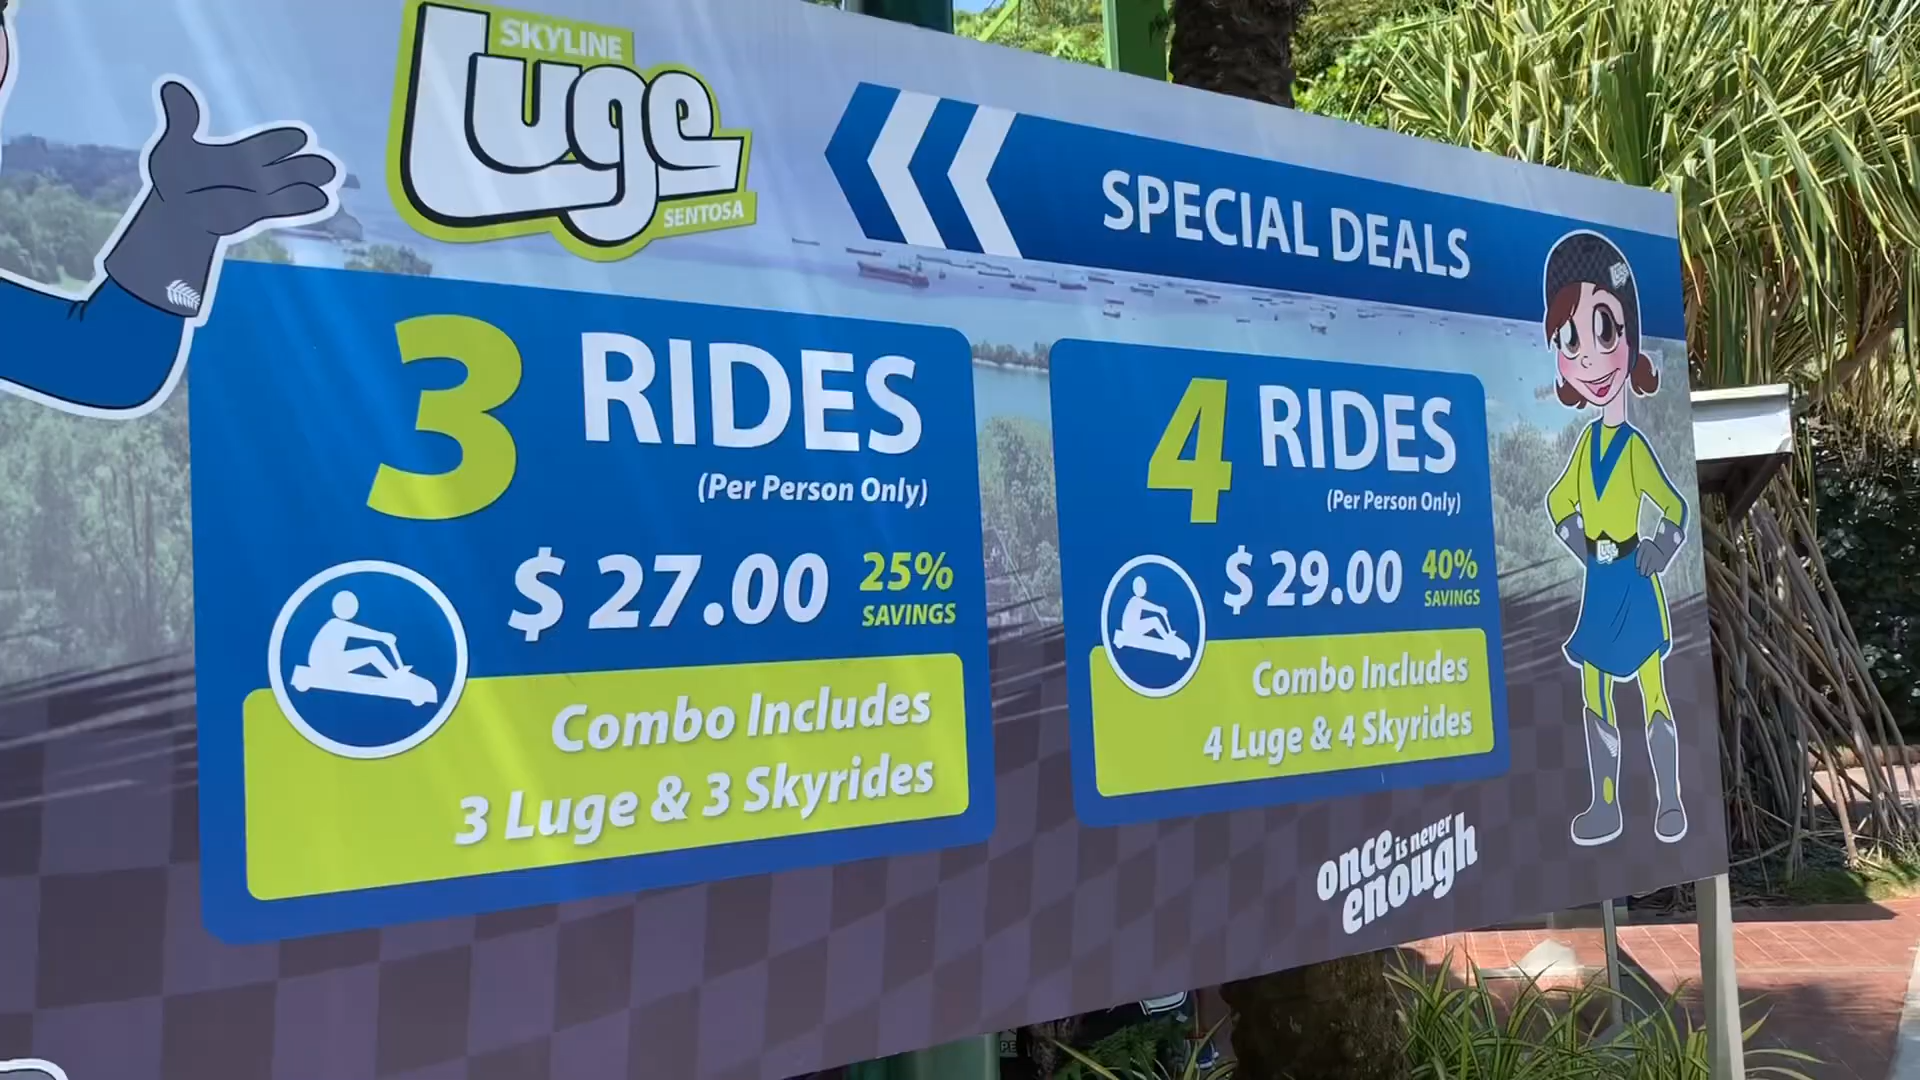 SKYLINE
Luge
SENTOSA
SPECIAL DEALS
3 RIDES
(Per Person Only)
$ 27.00
25%
SAVINGS
Combo Includes
3 Luge & 3 Skyrides
4 RIDES
(Per Person Only)
$ 29.00
40%
SAVINGS
Combo Includes
4 Luge & 4 Skyrides
Luge
Luge
once is never
enough